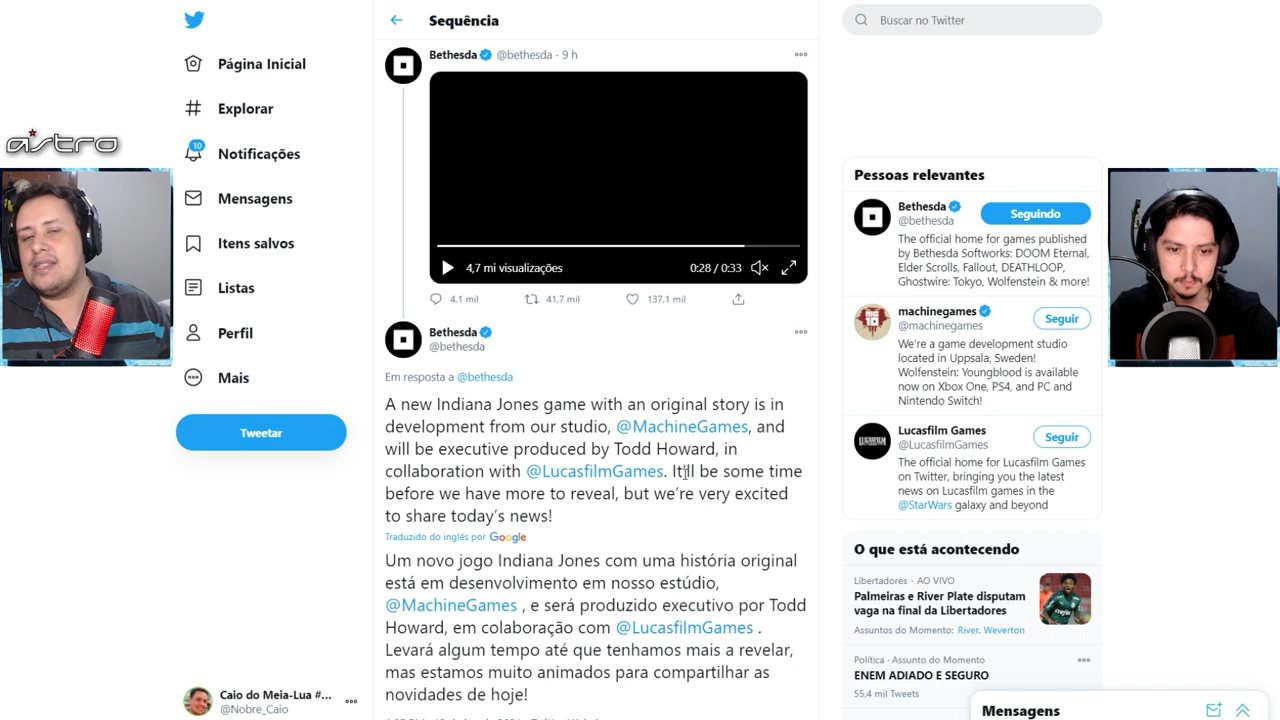 Sequência
Buscar no Twitter
Página Inicial
Explorar
10
Notificações
Mensagens
Itens salvos
Listas
Perfil
Mais
Tweetar
Caio do Meia-Lua #...
@Nobre_Caio
astro
Bethesda @bethesda · 9 h
4,7 mi visualizações
0:28 / 0:33
4,1 mil
41,7 mil
137,1 mil
Bethesda
@bethesda
Em resposta a @bethesda
A new Indiana Jones game with an original story is in
development from our studio, @MachineGames, and
will be executive produced by Todd Howard, in
collaboration with @LucasfilmGames. It'll be some time
before we have more to reveal, but we're very excited
to share today's news!
Traduzido do inglês por Google
Um novo jogo Indiana Jones com uma história original
está em desenvolvimento em nosso estúdio,
@MachineGames , e será produzido executivo por Todd
Howard, em colaboração com @LucasfilmGames .
Levará algum tempo até que tenhamos mais a revelar,
mas estamos muito animados para compartilhar as
novidades de hoje!
Pessoas relevantes
Bethesda
@bethesda
Seguindo
The official home for games published
by Bethesda Softworks: DOOM Eternal,
Elder Scrolls, Fallout, DEATHLOOP,
Ghostwire: Tokyo, Wolfenstein & more!
machinegames
@machinegames
Seguir
We're a game development studio
located in Uppsala, Sweden!
Wolfenstein: Youngblood is available
now on Xbox One, PS4, and PC and
Nintendo Switch!
Lucasfilm Games
@LucasfilmGames
Seguir
The official home for Lucasfilm Games
on Twitter, bringing you the latest
news on Lucasfilm games in the
@StarWars galaxy and beyond
O que está acontecendo
Libertadores · AO VIVO
Palmeiras e River Plate disputam
vaga na final da Libertadores
Assuntos do Momento: River, Weverton
Política · Assunto do Momento
ENEM ADIADO E SEGURO
55,4 mil Tweets
Mensagens